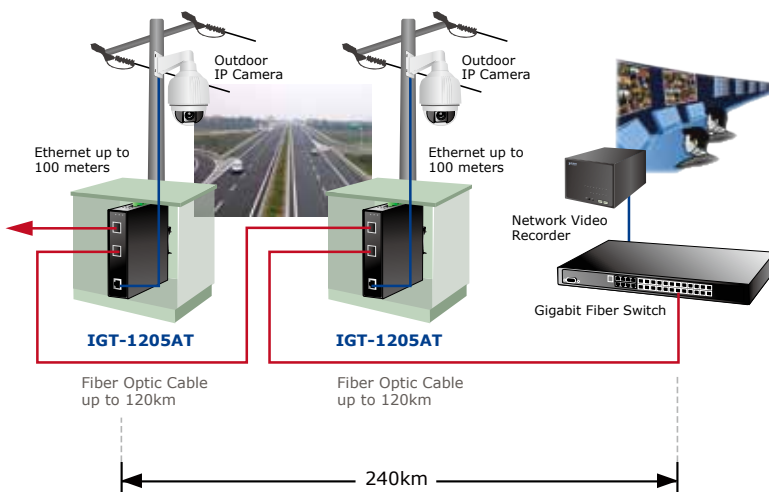 Outdoor
IP Camera
Outdoor
IP Camera
Ethernet up to
100 meters
Ethernet up to
100 meters
Network Video
Recorder
Gigabit Fiber Switch
IGT-1205AT
IGT-1205AT
Fiber Optic Cable
up to 120km
Fiber Optic Cable
up to 120km
240km